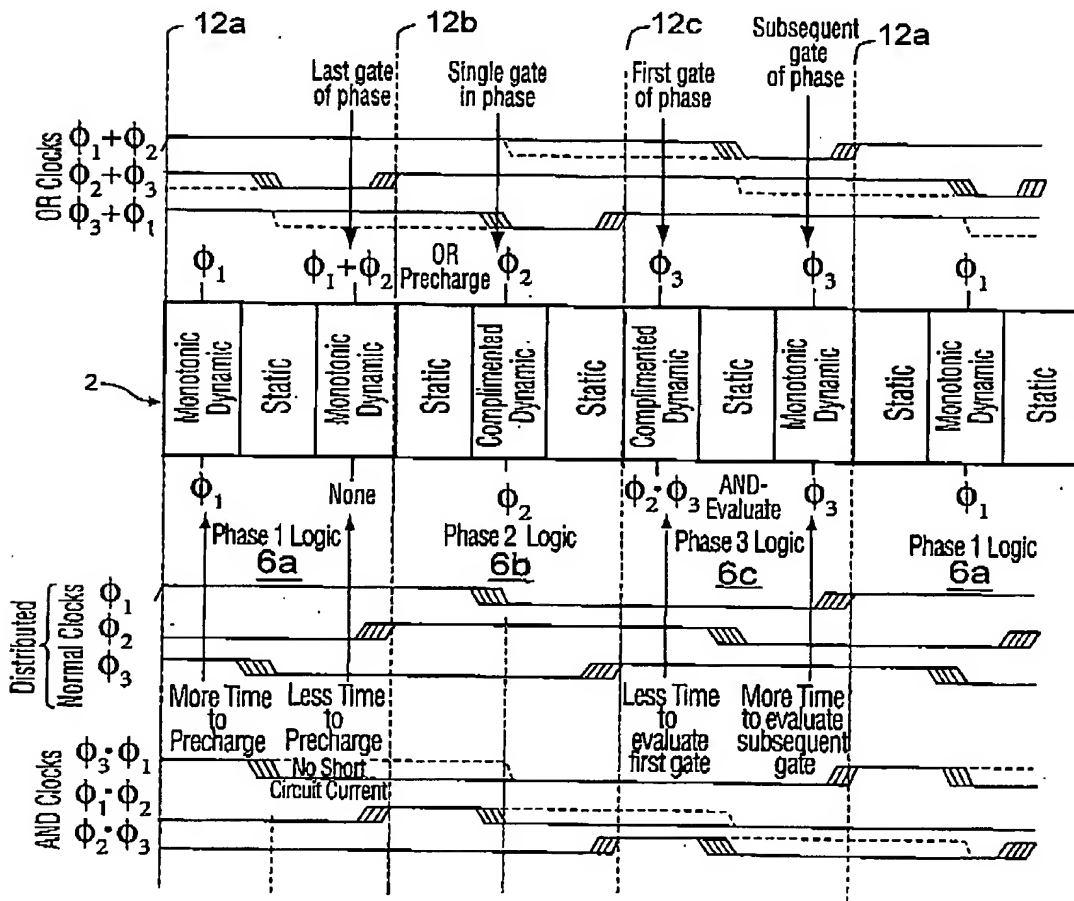 12a
12b
12c
12a
Last gate
of phase
Single gate
in phase
First gate
of phase
Subsequent
gate
of phase
OR Clocks
Φ1+Φ2
Φ2+Φ3
Φ3+Φ1
Φ1
Φ1+Φ2
OR
Precharge
Φ2
Φ3
Φ3
Φ1
2
Monotonic
Dynamic
Static
Monotonic
Dynamic
Static
Complimented
Dynamic
Static
Complimented
Dynamic
Static
Monotonic
Dynamic
Static
Monotonic
Dynamic
Static
Φ1
None
Φ2
Φ2·Φ3
AND-
Evaluate
Φ3
Φ1
Phase 1 Logic
6a
Phase 2 Logic
6b
Phase 3 Logic
6c
Phase 1 Logic
6a
Distributed
Normal Clocks
Φ1
Φ2
Φ3
More Time
to
Precharge
Less Time
to
Precharge
No Short
Circuit Current
Less Time
to
evaluate
first gate
More Time
to evaluate
subsequent
gate
AND Clocks
Φ3·Φ1
Φ1·Φ2
Φ2·Φ3